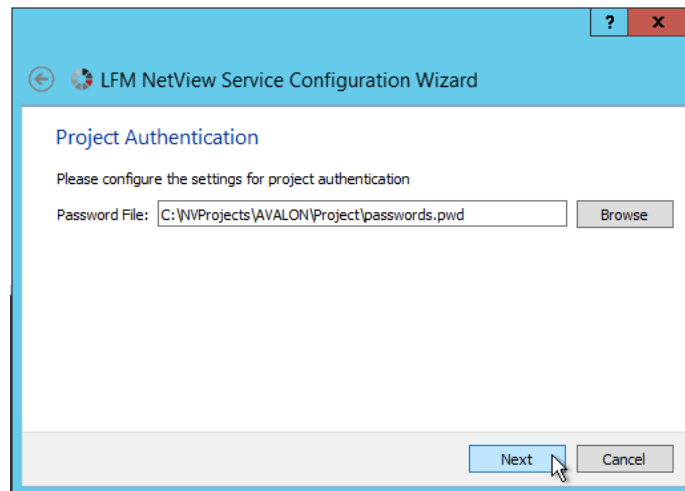 ? x
LFM NetView Service Configuration Wizard
Project Authentication
Please configure the settings for project authentication
Password File: C:\NVProjects\AVALON\Project\passwords.pwd Browse
Next Cancel